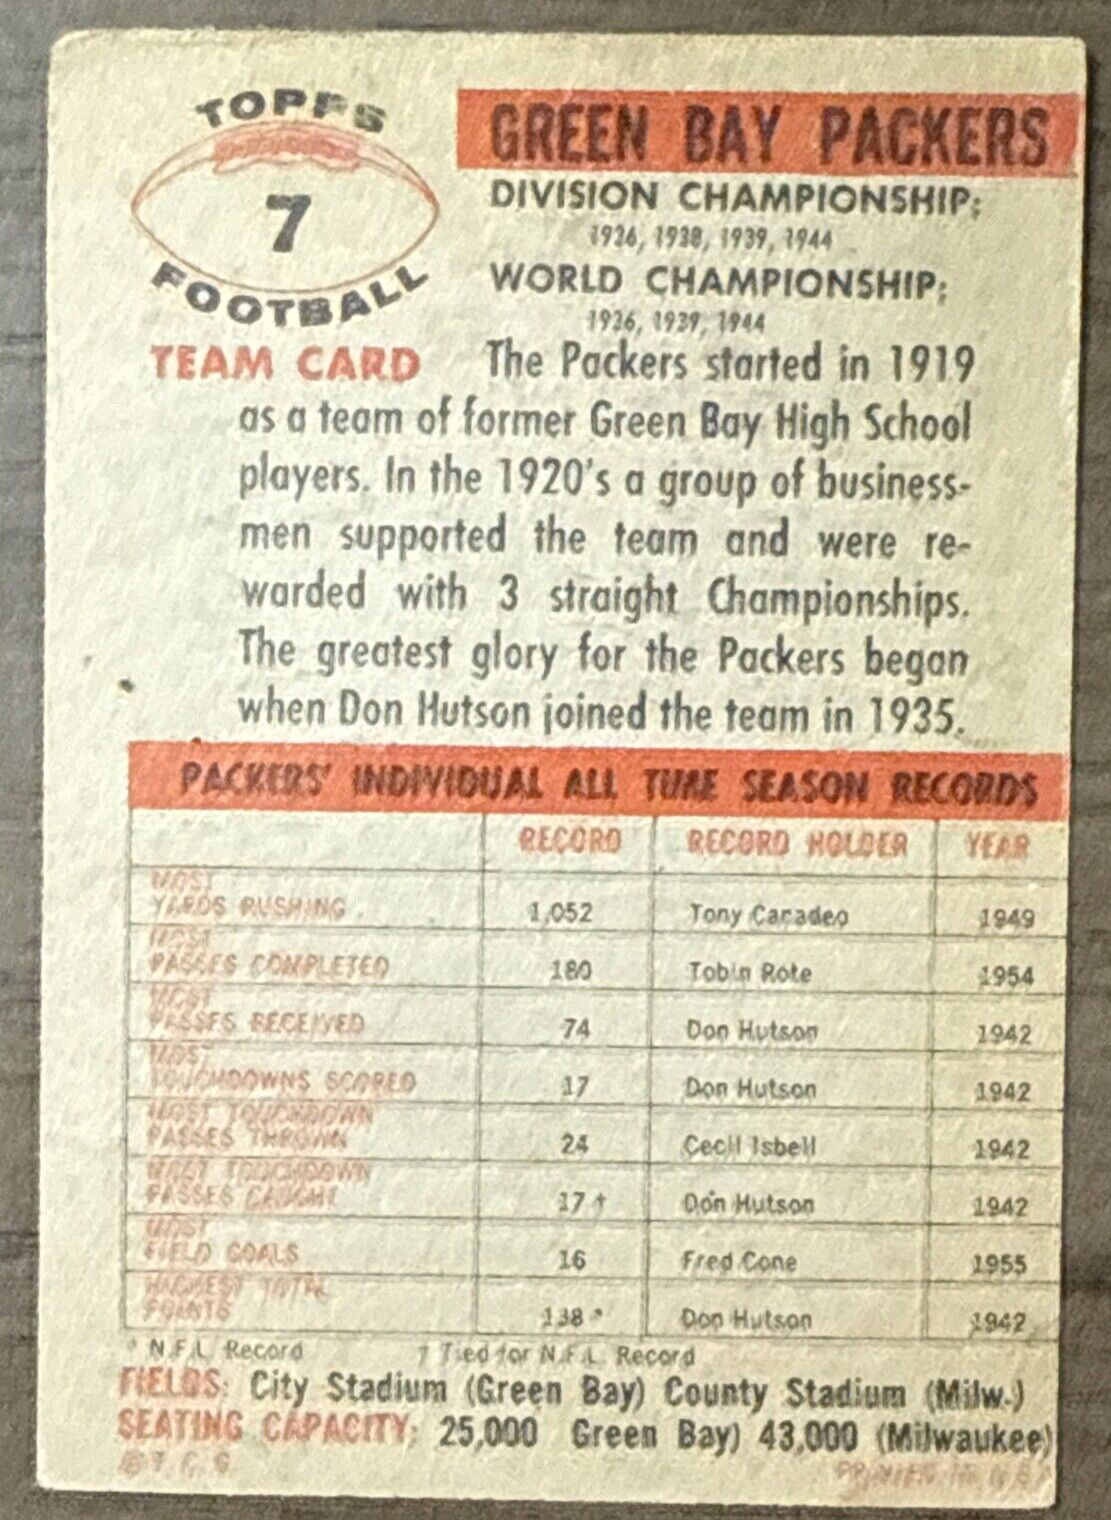 TOPPS
7
FOOTBALL
TEAM CARD
GREEN BAY PACKERS
DIVISION CHAMPIONSHIP:
1936, 1938, 1939, 1944
WORLD CHAMPIONSHIP:
1936, 1939, 1944
The Packers started in 1919
as a team of former Green Bay High School
players. In the 1920's a group of business-
men supported the team and were re-
warded with 3 straight Championships.
The greatest glory for the Packers began
when Don Hutson joined the team in 1935.
PACKERS' INDIVIDUAL ALL TIME SEASON RECORDS
RECORD RECORD HOLDER YEAR
MOST
YARDS RUSHING 1,052 Tony Canadeo 1949
MOST
PASSES COMPLETED 180 Tobin Rote 1954
MOST
PASSES RECEIVED 74 Don Hutson 1942
MOST
TOUCHDOWNS SCORED 17 Don Hutson 1942
MOST TOUCHDOWN
PASSES THROWN 24 Cecil Isbell 1942
MOST TOUCHDOWN
PASSES CAUGHT 17 † Don Hutson 1942
MOST
FIELD GOALS 16 Fred Cone 1955
HIGHEST TOTAL
POINTS 138 * Don Hutson 1942
* N.F.L. Record † Tied for N.F.L. Record
FIELDS: City Stadium (Green Bay) County Stadium (Milw.)
SEATING CAPACITY: 25,000 Green Bay) 43,000 (Milwaukee)
© T. C. G. PRINTED IN U.S.A.